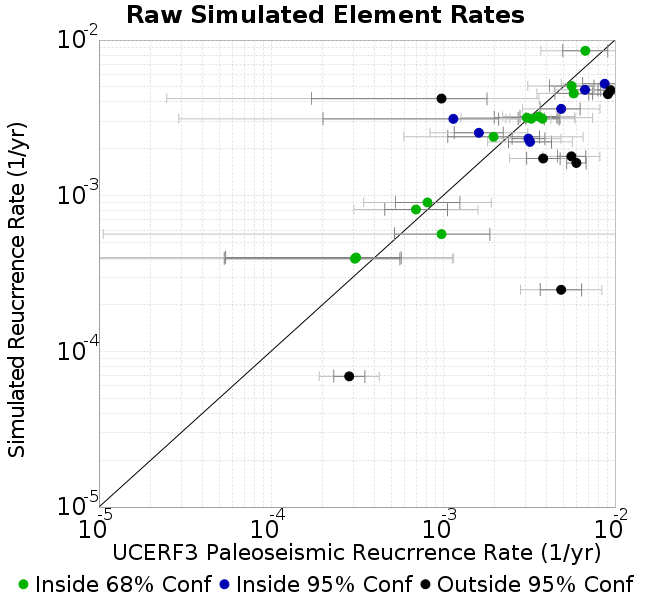 Raw Simulated Element Rates
Simulated Reucrrence Rate (1/yr)
10-2
10-3
10-4
10-5
10-5 10-4 10-3 10-2
UCERF3 Paleoseismic Reucrrence Rate (1/yr)
Inside 68% Conf Inside 95% Conf Outside 95% Conf